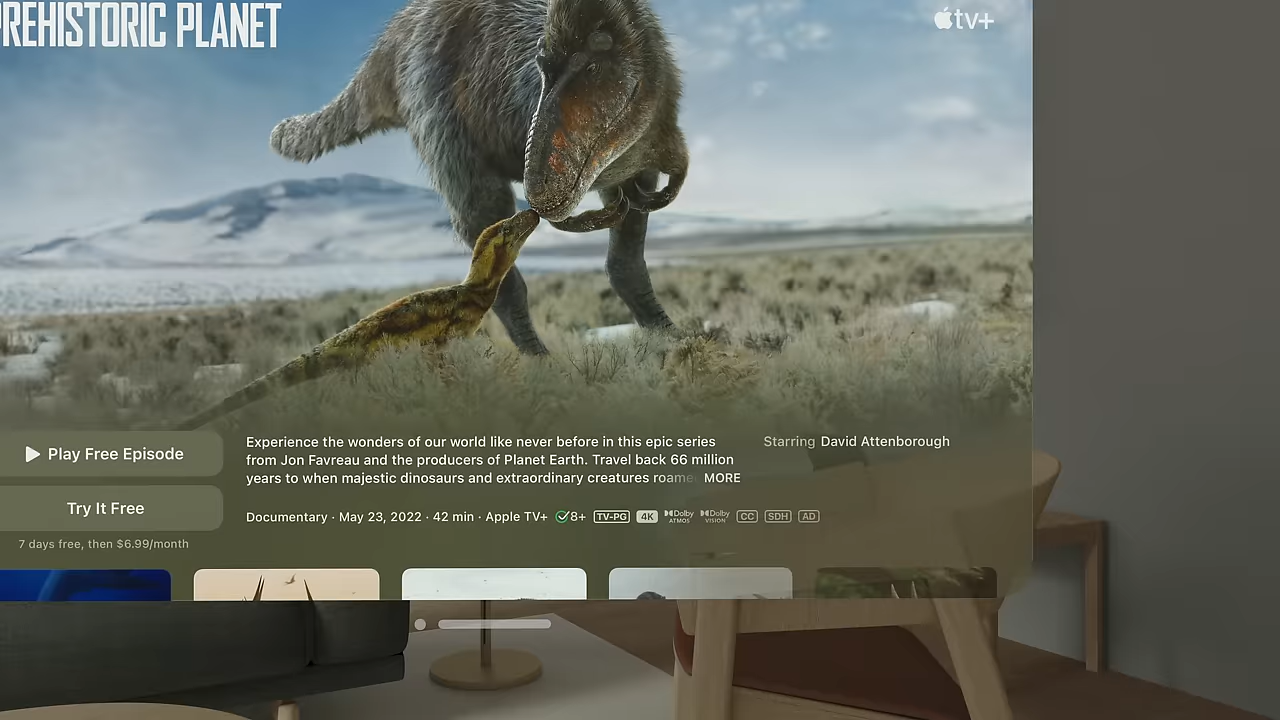 PREHISTORIC PLANET
tv+
Play Free Episode
Try It Free
7 days free, then $6.99/month
Experience the wonders of our world like never before in this epic series
from Jon Favreau and the producers of Planet Earth. Travel back 66 million
years to when majestic dinosaurs and extraordinary creatures roame MORE
Documentary · May 23, 2022 · 42 min · Apple TV+ 8+ TV-PG 4K Dolby ATMOS Dolby VISION CC SDH AD
Starring David Attenborough